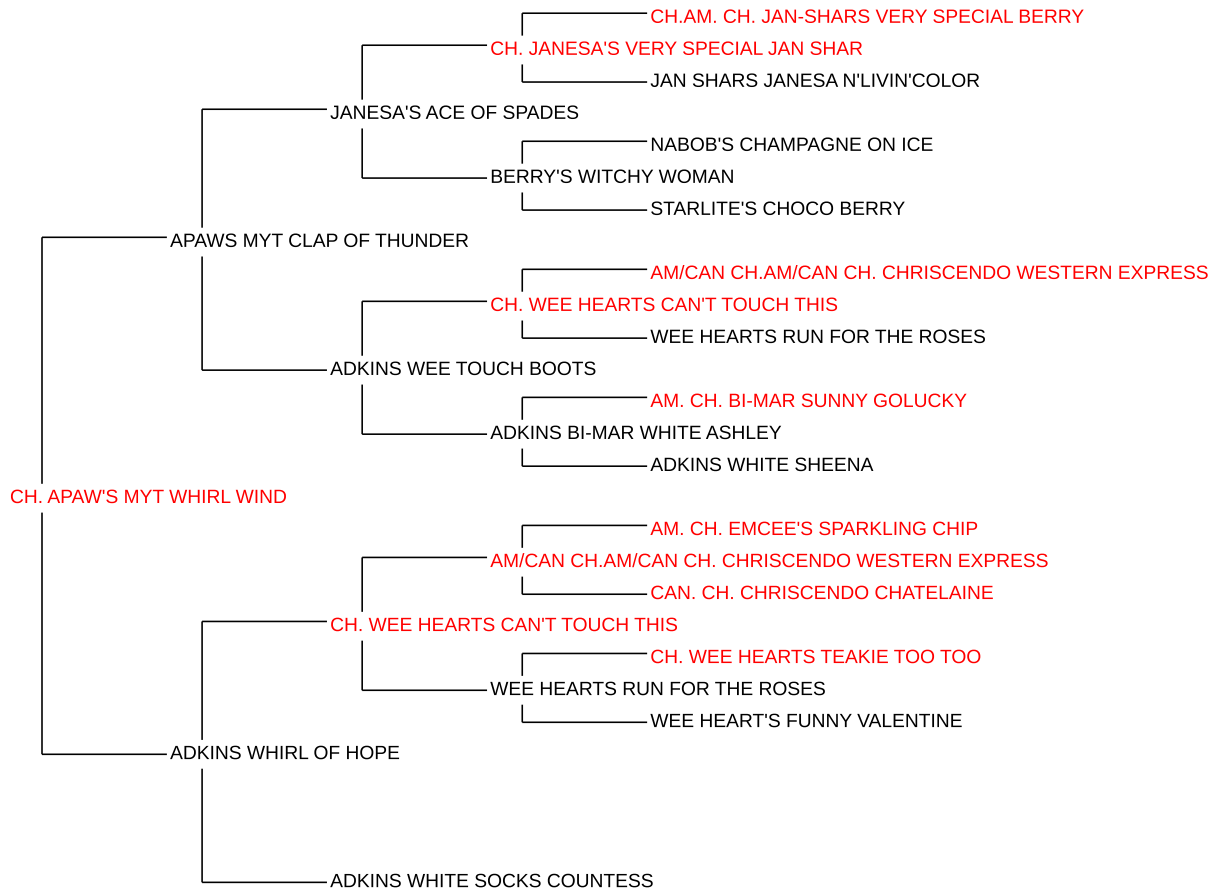 CH.AM. CH. JAN-SHARS VERY SPECIAL BERRY
CH. JANESA'S VERY SPECIAL JAN SHAR
JAN SHARS JANESA N'LIVIN'COLOR
JANESA'S ACE OF SPADES
NABOB'S CHAMPAGNE ON ICE
BERRY'S WITCHY WOMAN
STARLITE'S CHOCO BERRY
APAWS MYT CLAP OF THUNDER
AM/CAN CH.AM/CAN CH. CHRISCENDO WESTERN EXPRESS
CH. WEE HEARTS CAN'T TOUCH THIS
WEE HEARTS RUN FOR THE ROSES
ADKINS WEE TOUCH BOOTS
AM. CH. BI-MAR SUNNY GOLUCKY
ADKINS BI-MAR WHITE ASHLEY
ADKINS WHITE SHEENA
CH. APAW'S MYT WHIRL WIND
AM. CH. EMCEE'S SPARKLING CHIP
AM/CAN CH.AM/CAN CH. CHRISCENDO WESTERN EXPRESS
CAN. CH. CHRISCENDO CHATELAINE
CH. WEE HEARTS CAN'T TOUCH THIS
CH. WEE HEARTS TEAKIE TOO TOO
WEE HEARTS RUN FOR THE ROSES
WEE HEART'S FUNNY VALENTINE
ADKINS WHIRL OF HOPE
ADKINS WHITE SOCKS COUNTESS